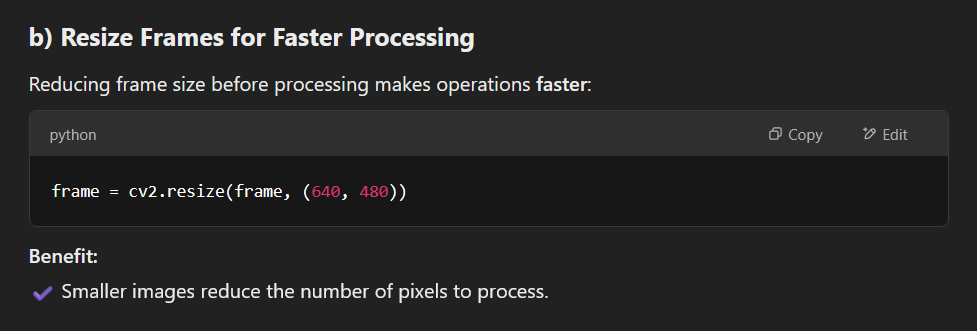 b) Resize Frames for Faster Processing
Reducing frame size before processing makes operations faster:
python Copy Edit
frame = cv2.resize(frame, (640, 480))
Benefit:
Smaller images reduce the number of pixels to process.